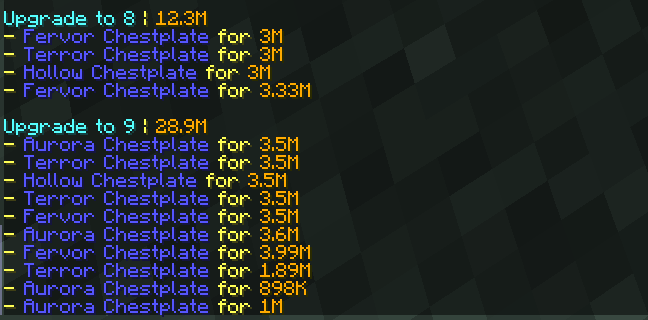 Upgrade to 8 | 12.3M
- Fervor Chestplate for 3M
- Terror Chestplate for 3M
- Hollow Chestplate for 3M
- Fervor Chestplate for 3.33M
Upgrade to 9 | 28.9M
- Aurora Chestplate for 3.5M
- Terror Chestplate for 3.5M
- Hollow Chestplate for 3.5M
- Terror Chestplate for 3.5M
- Fervor Chestplate for 3.5M
- Aurora Chestplate for 3.6M
- Fervor Chestplate for 3.99M
- Terror Chestplate for 1.89M
- Aurora Chestplate for 898K
- Aurora Chestplate for 1M